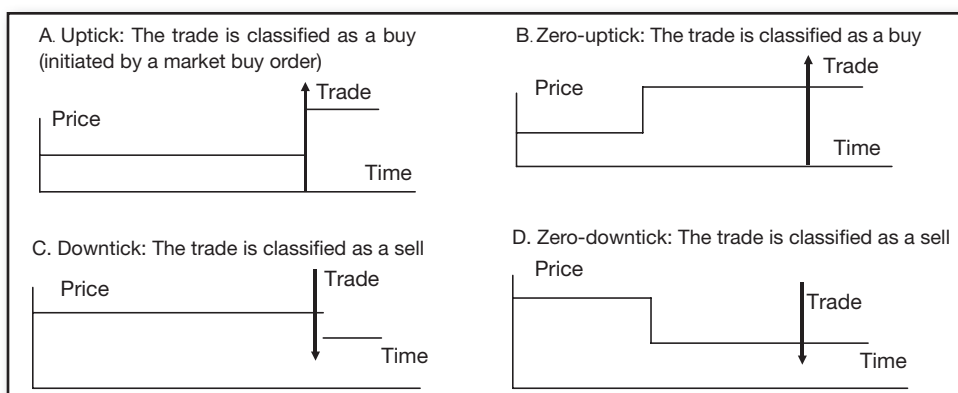 A. Uptick: The trade is classified as a buy
(initiated by a market buy order)
Trade
Price
Time
B. Zero-uptick: The trade is classified as a buy
Trade
Price
Time
C. Downtick: The trade is classified as a sell
Trade
Price
Time
D. Zero-downtick: The trade is classified as a sell
Price
Trade
Time